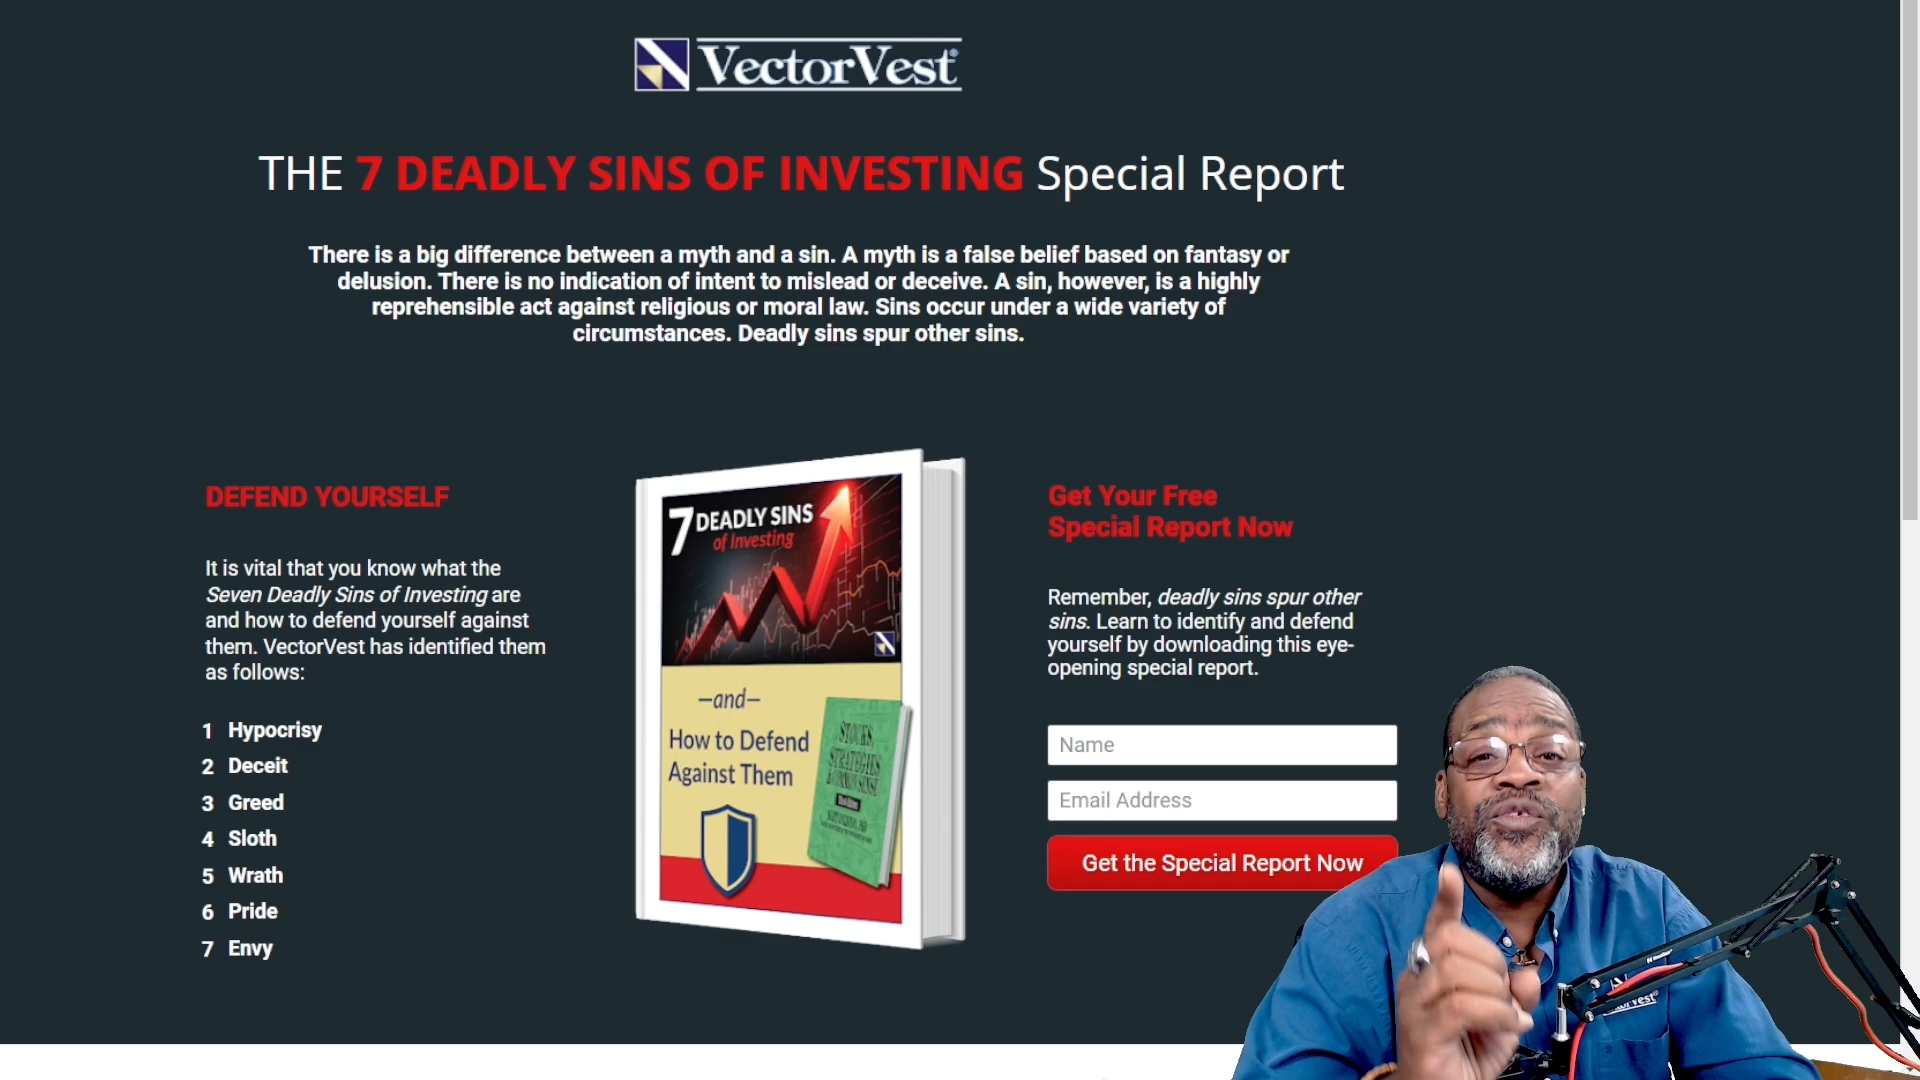 VectorVest®
THE 7 DEADLY SINS OF INVESTING Special Report
There is a big difference between a myth and a sin. A myth is a false belief based on fantasy or
delusion. There is no indication of intent to mislead or deceive. A sin, however, is a highly
reprehensible act against religious or moral law. Sins occur under a wide variety of
circumstances. Deadly sins spur other sins.
DEFEND YOURSELF
It is vital that you know what the
Seven Deadly Sins of Investing are
and how to defend yourself against
them. VectorVest has identified them
as follows:
1 Hypocrisy
2 Deceit
3 Greed
4 Sloth
5 Wrath
6 Pride
7 Envy
7 DEADLY SINS
of Investing
—and—
How to Defend
Against Them
STOCKS,
STRATEGIES
& COMMON SENSE
Get Your Free
Special Report Now
Remember, deadly sins spur other
sins. Learn to identify and defend
yourself by downloading this eye-
opening special report.
Name
Email Address
Get the Special Report Now